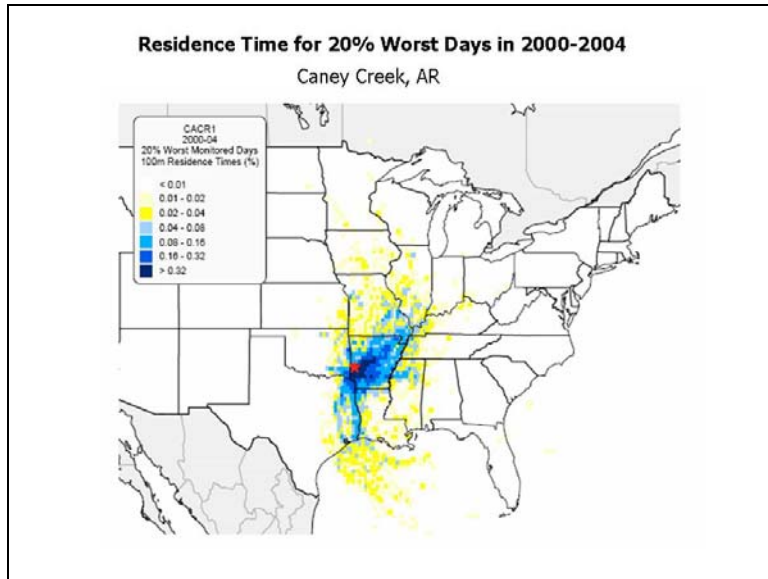 Residence Time for 20% Worst Days in 2000-2004
Caney Creek, AR
CACR1
2000-04
20% Worst Monitored Days
100m Residence Times (%)
< 0.01
0.01 - 0.02
0.02 - 0.04
0.04 - 0.08
0.08 - 0.16
0.16 - 0.32
> 0.32